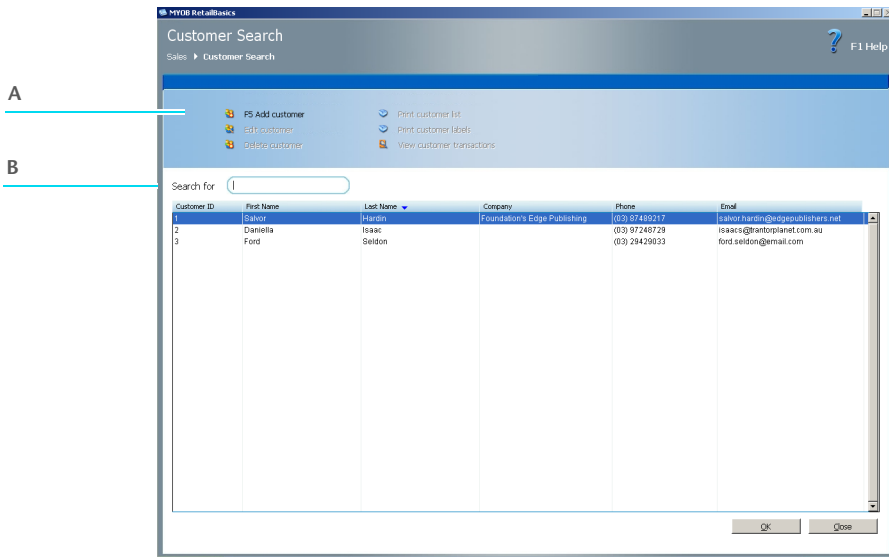 MYOB RetailBasics
Customer Search
Sales Customer Search
F1 Help
A
F5 Add customer
Print customer list
Edit customer
Print customer labels
Delete customer
View customer transactions
B
Search for
Customer ID First Name Last Name Company Phone Email
1 Salvor Hardin Foundation's Edge Publishing (03) 87489217 salvor.hardin@edgepublishers.net
2 Daniella Isaac (03) 97248729 isaacs@trantorplanet.com.au
3 Ford Seldon (03) 29429033 ford.seldon@email.com
OK Close